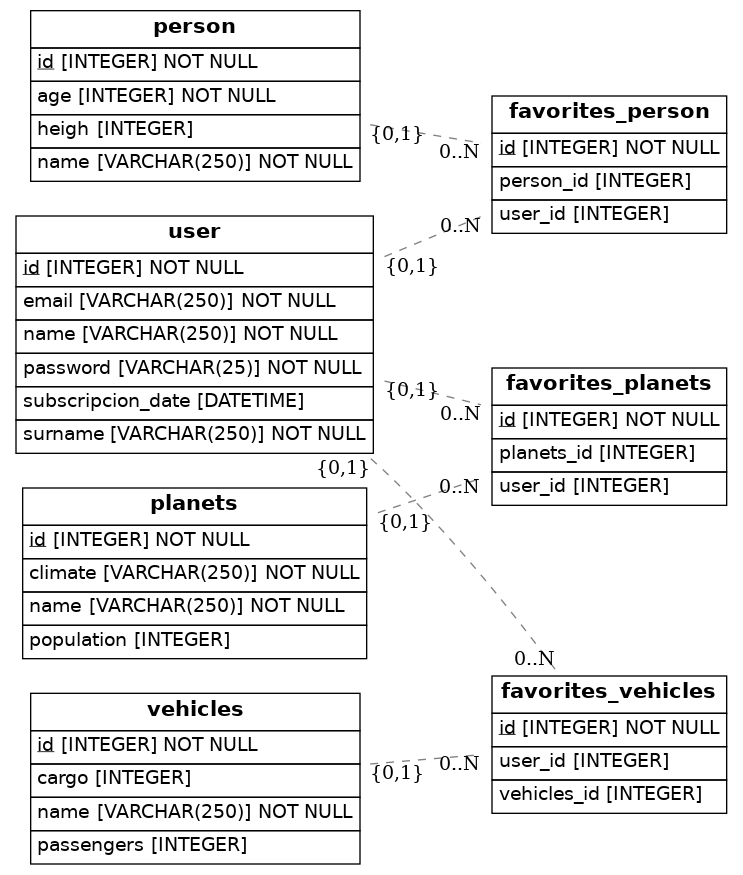 person
id [INTEGER] NOT NULL
age [INTEGER] NOT NULL
heigh [INTEGER]
name [VARCHAR(250)] NOT NULL
{0,1}
0..N
favorites_person
id [INTEGER] NOT NULL
person_id [INTEGER]
user_id [INTEGER]
user
id [INTEGER] NOT NULL
email [VARCHAR(250)] NOT NULL
name [VARCHAR(250)] NOT NULL
password [VARCHAR(25)] NOT NULL
subscripcion_date [DATETIME]
surname [VARCHAR(250)] NOT NULL
0..N
{0,1}
{0,1}
0..N
{0,1}
favorites_planets
id [INTEGER] NOT NULL
planets_id [INTEGER]
user_id [INTEGER]
planets
id [INTEGER] NOT NULL
climate [VARCHAR(250)] NOT NULL
name [VARCHAR(250)] NOT NULL
population [INTEGER]
0..N
{0,1}
0..N
favorites_vehicles
id [INTEGER] NOT NULL
user_id [INTEGER]
vehicles_id [INTEGER]
vehicles
id [INTEGER] NOT NULL
cargo [INTEGER]
name [VARCHAR(250)] NOT NULL
passengers [INTEGER]
{0,1}
0..N